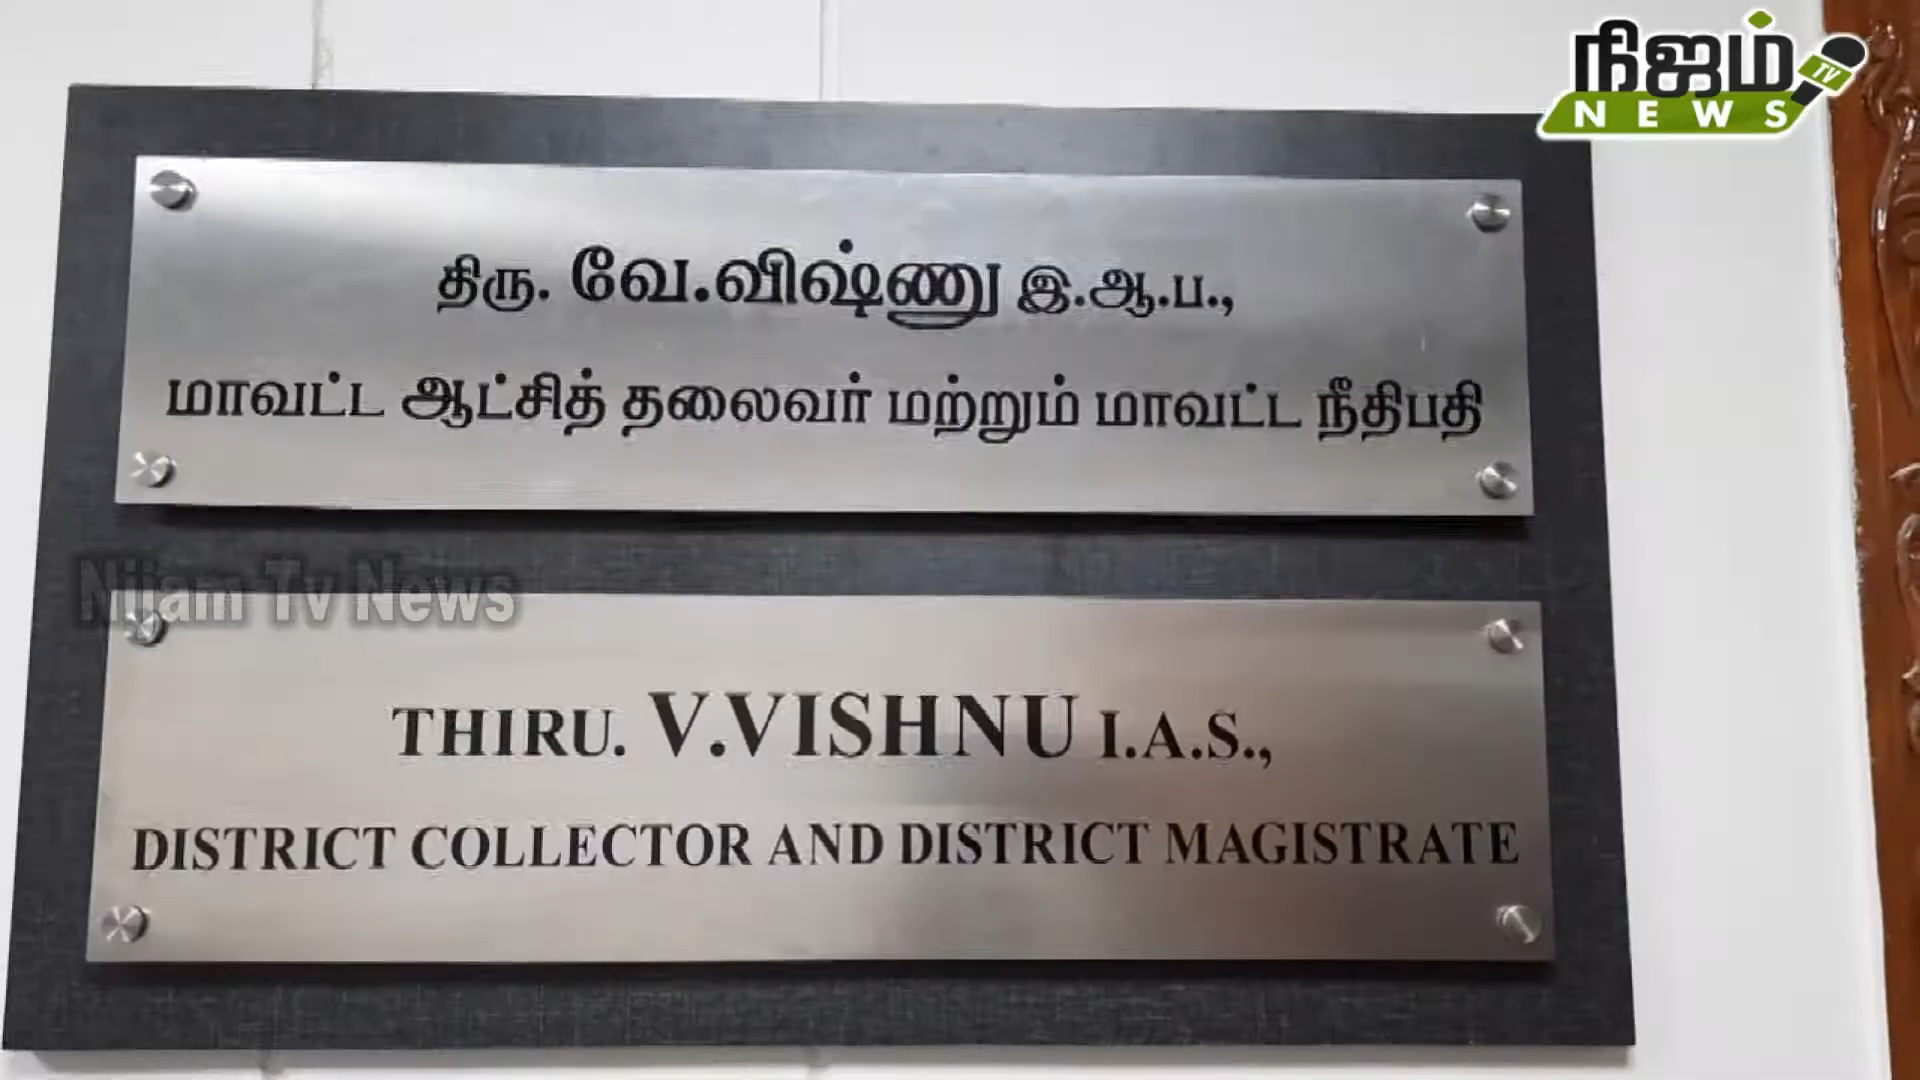 நிஜம்
TV
NEWS
திரு. வே.விஷ்ணு இ.ஆ.ப.,
மாவட்ட ஆட்சித் தலைவர் மற்றும் மாவட்ட நீதிபதி
Nijam Tv News
THIRU. V.VISHNU I.A.S.,
DISTRICT COLLECTOR AND DISTRICT MAGISTRATE